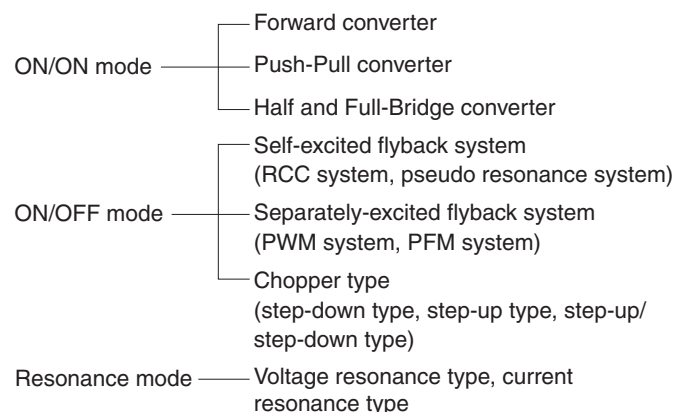 Forward converter
ON/ON mode
Push-Pull converter
Half and Full-Bridge converter
Self-excited flyback system
(RCC system, pseudo resonance system)
ON/OFF mode
Separately-excited flyback system
(PWM system, PFM system)
Chopper type
(step-down type, step-up type, step-up/
step-down type)
Resonance mode
Voltage resonance type, current
resonance type